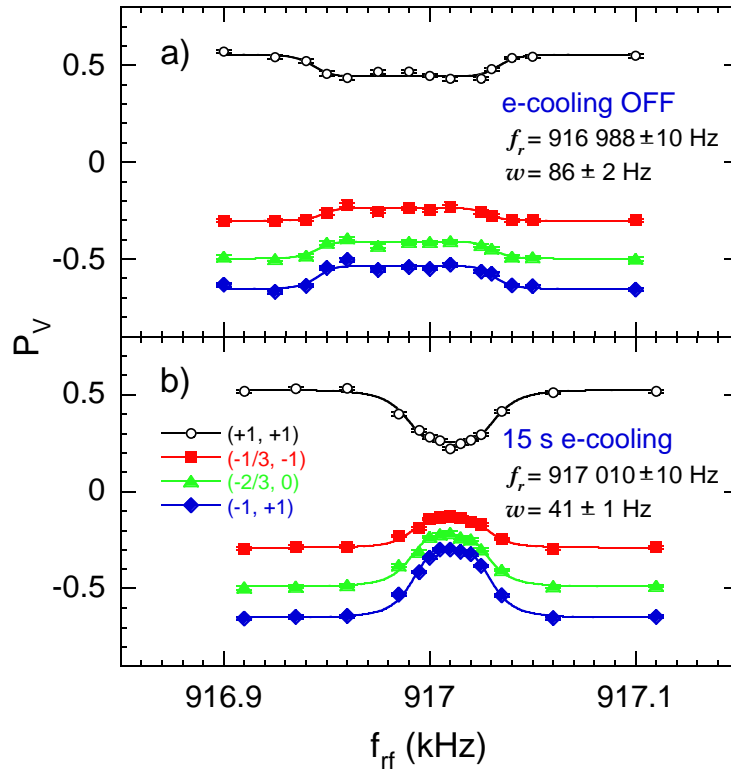 a)
0.5
e-cooling OFF
f_r = 916 988 ± 10 Hz
w = 86 ± 2 Hz
0
-0.5
P_V
b)
0.5
(+1, +1)
(-1/3, -1)
(-2/3, 0)
(-1, +1)
15 s e-cooling
f_r = 917 010 ± 10 Hz
w = 41 ± 1 Hz
0
-0.5
916.9 917 917.1
f_rf (kHz)